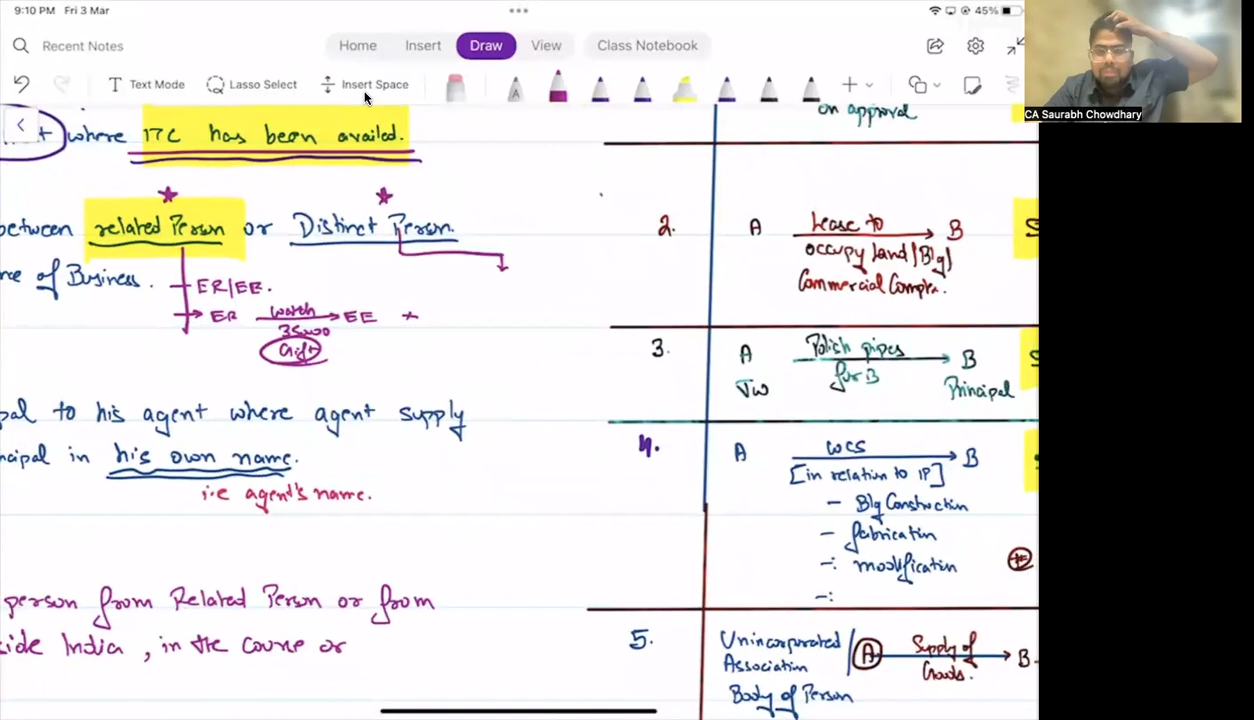 9:10 PM Fri 3 Mar
45%
Recent Notes
Home Insert Draw View Class Notebook
Text Mode Lasso Select Insert Space
CA Saurabh Chowdhary
where ITC has been availed.
between related Person or Distinct Person.
nce of Business.
ER/EE.
ER worth EE
35000
Gift
pal to his agent where agent supply
ncipal in his own name.
i.e agent's name.
person from Related Person or from
side India, in the course or
on approval
2. A Lease to B
occupy land/Blg/
Commercial Complx.
3. A Polish pipes B
for B
JW Principal
4. A WCS B
[in relation to IP]
- Blg Construction
- fabrication
-: modification
-:
5. Unincorporated A Supply of B
Association Goods.
Body of Person